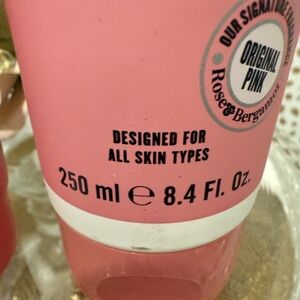 OUR SIGNATURE
ORIGINAL
PINK
Rose & Bergamot
DESIGNED FOR
ALL SKIN TYPES
250 ml ℮ 8.4 Fl. Oz.